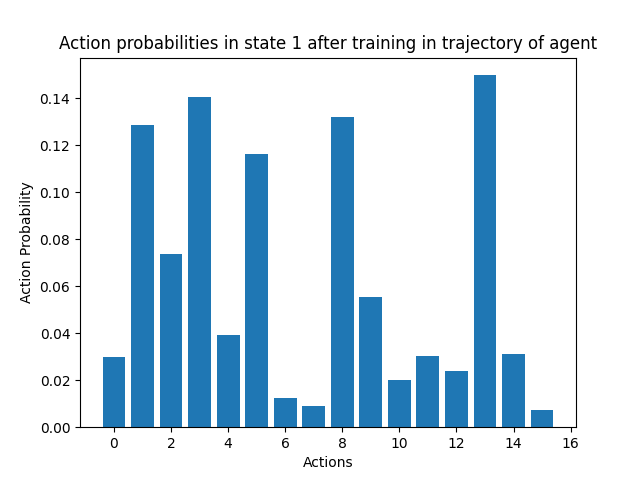 Action probabilities in state 1 after training in trajectory of agent
Action Probability
0.14
0.12
0.10
0.08
0.06
0.04
0.02
0.00
0 2 4 6 8 10 12 14 16
Actions